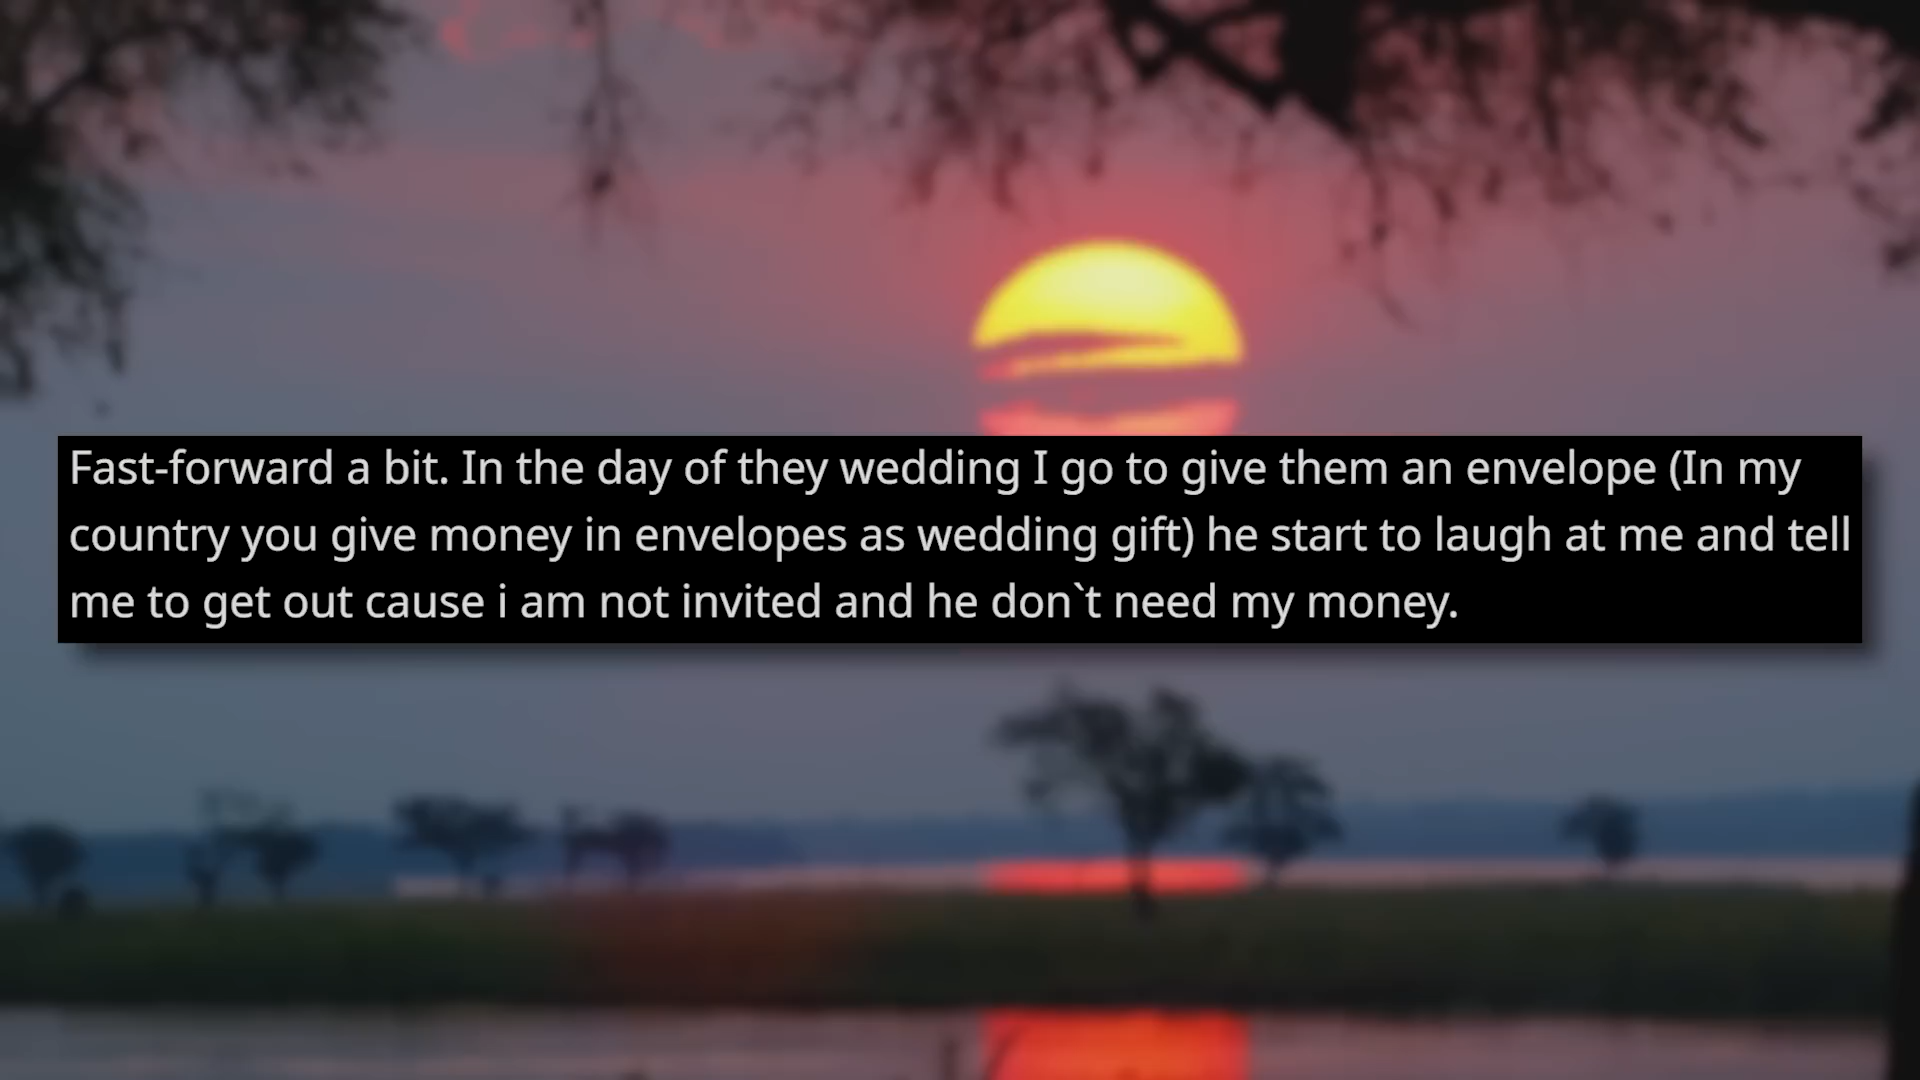 Fast-forward a bit. In the day of they wedding I go to give them an envelope (In my
country you give money in envelopes as wedding gift) he start to laugh at me and tell
me to get out cause i am not invited and he don`t need my money.